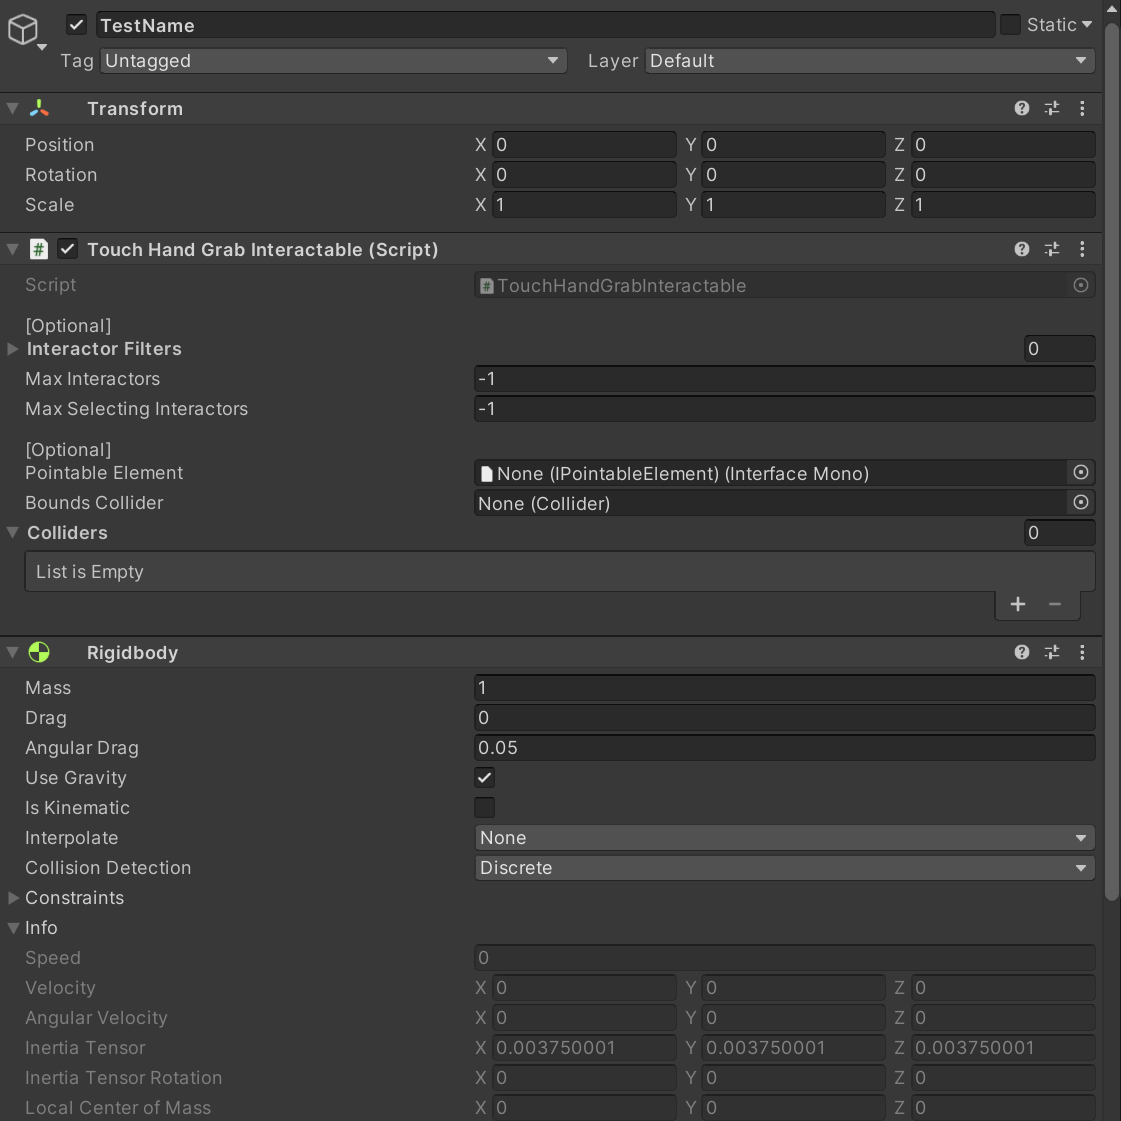 TestName
Static
Tag Untagged Layer Default
Transform
Position X 0 Y 0 Z 0
Rotation X 0 Y 0 Z 0
Scale X 1 Y 1 Z 1
# Touch Hand Grab Interactable (Script)
Script # TouchHandGrabInteractable
[Optional]
Interactor Filters 0
Max Interactors -1
Max Selecting Interactors -1
[Optional]
Pointable Element None (IPointableElement) (Interface Mono)
Bounds Collider None (Collider)
Colliders 0
List is Empty
+ −
Rigidbody
Mass 1
Drag 0
Angular Drag 0.05
Use Gravity
Is Kinematic
Interpolate None
Collision Detection Discrete
Constraints
Info
Speed 0
Velocity X 0 Y 0 Z 0
Angular Velocity X 0 Y 0 Z 0
Inertia Tensor X 0.003750001 Y 0.003750001 Z 0.003750001
Inertia Tensor Rotation X 0 Y 0 Z 0
Local Center of Mass X 0 Y 0 Z 0